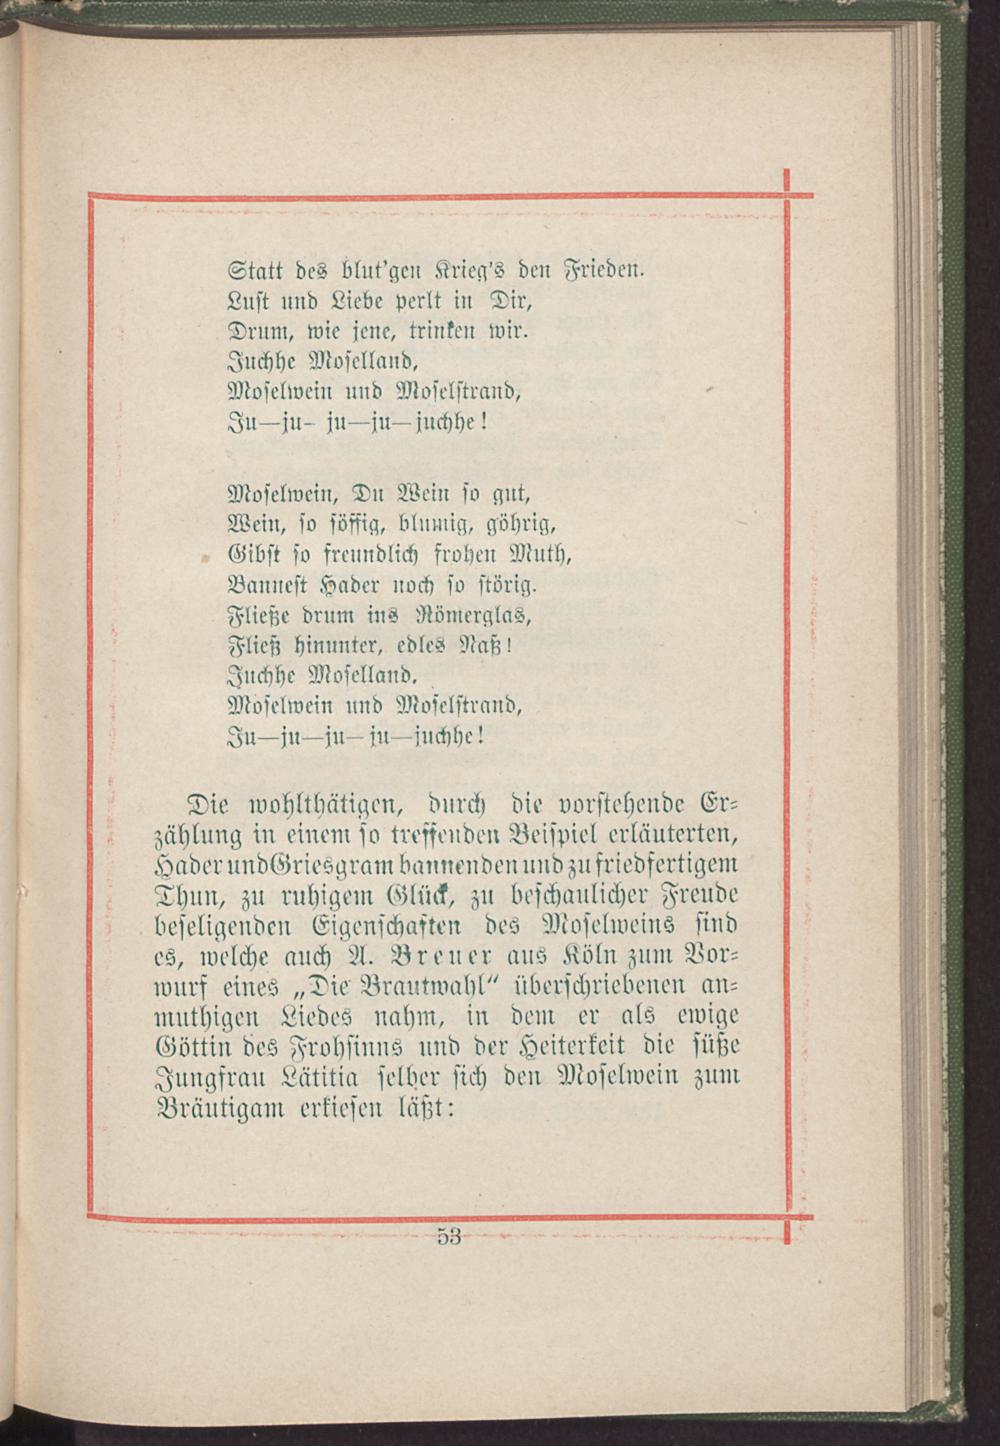 Statt des blut'gen Krieg's den Frieden.
Lust und Liebe perlt in Dir,
Drum, wie jene, trinken wir.
Juchhe Moselland,
Moselwein und Moselstrand,
Ju—ju- ju—ju—juchhe!
Moselwein, Du Wein so gut,
Wein, so söffig, blumig, göhrig,
Gibst so freundlich frohen Muth,
Bannest Hader noch so störig.
Fließe drum ins Römerglas,
Fließ hinunter, edles Naß!
Juchhe Moselland,
Moselwein und Moselstrand,
Ju—ju—ju—ju—juchhe!
Die wohlthätigen, durch die vorstehende Er-
zählung in einem so treffenden Beispiel erläuterten,
Hader und Griesgram bannenden und zu friedfertigem
Thun, zu ruhigem Glück, zu beschaulicher Freude
beseligenden Eigenschaften des Moselweins sind
es, welche auch A. Breuer aus Köln zum Vor-
wurf eines „Die Brautwahl“ überschriebenen an-
muthigen Liedes nahm, in dem er als ewige
Göttin des Frohsinns und der Heiterkeit die süße
Jungfrau Lätitia selber sich den Moselwein zum
Bräutigam erkiesen läßt:
53